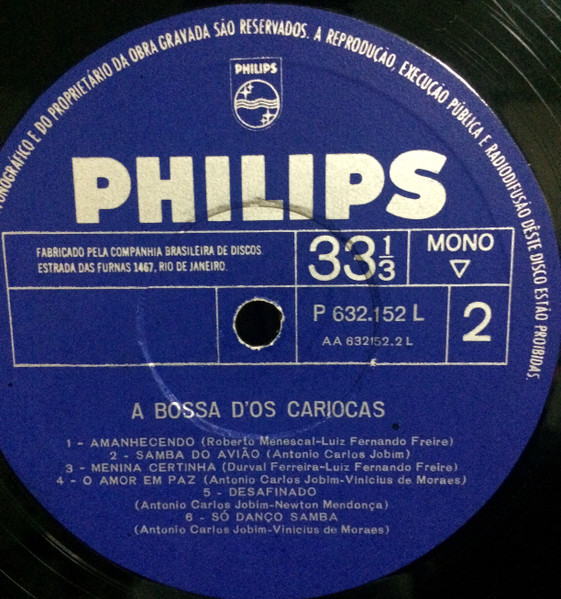 FONOGRÁFICO E DO PROPRIETÁRIO DA OBRA GRAVADA SÃO RESERVADOS. A REPRODUÇÃO, EXECUÇÃO PÚBLICA E RADIODIFUSÃO DÊSTE DISCO ESTÃO PROIBIDAS.
PHILIPS
PHILIPS
FABRICADO PELA COMPANHIA BRASILEIRA DE DISCOS.
ESTRADA DAS FURNAS 1467, RIO DE JANEIRO.
33 1/3
MONO
P 632.152 L
AA 632152.2 L
2
A BOSSA D'OS CARIOCAS
1 - AMANHECENDO (Roberto Menescal-Luiz Fernando Freire)
2 - SAMBA DO AVIÃO (Antonio Carlos Jobim)
3 - MENINA CERTINHA (Durval Ferreira-Luiz Fernando Freire)
4 - O AMOR EM PAZ (Antonio Carlos Jobim-Vinicius de Moraes)
5 - DESAFINADO
(Antonio Carlos Jobim-Newton Mendonça)
6 - SÓ DANÇO SAMBA
(Antonio Carlos Jobim-Vinicius de Moraes)